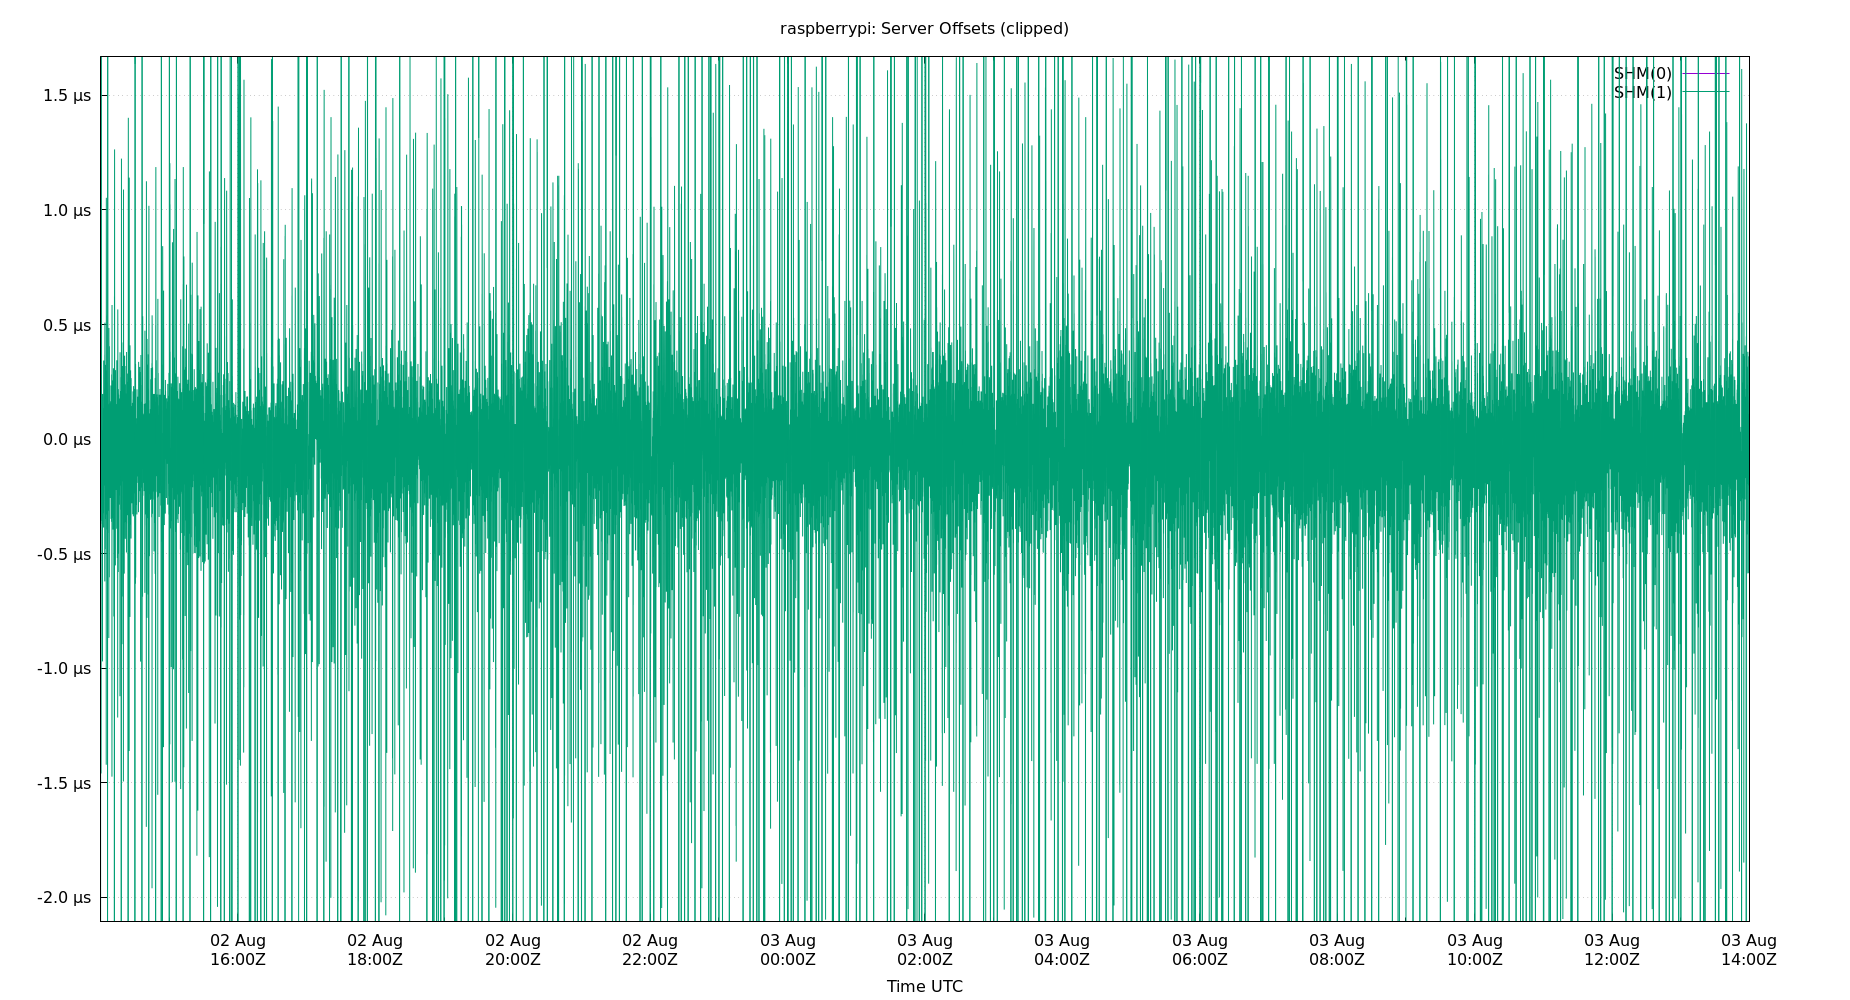 raspberrypi: Server Offsets (clipped)
SHM(0)
SHM(1)
1.5 µs
1.0 µs
0.5 µs
0.0 µs
-0.5 µs
-1.0 µs
-1.5 µs
-2.0 µs
02 Aug 02 Aug 02 Aug 02 Aug 03 Aug 03 Aug 03 Aug 03 Aug 03 Aug 03 Aug 03 Aug 03 Aug
16:00Z 18:00Z 20:00Z 22:00Z 00:00Z 02:00Z 04:00Z 06:00Z 08:00Z 10:00Z 12:00Z 14:00Z
Time UTC